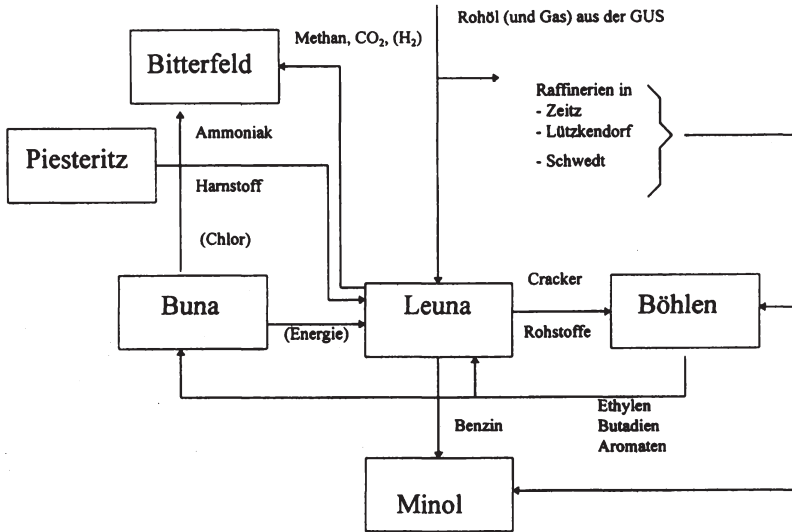 Rohöl (und Gas) aus der GUS
Methan, CO₂, (H₂)
Bitterfeld
Raffinerien in
- Zeitz
- Lützkendorf
- Schwedt
Ammoniak
Piesteritz
Harnstoff
(Chlor)
Buna
(Energie)
Leuna
Cracker
Rohstoffe
Böhlen
Ethylen
Butadien
Aromaten
Benzin
Minol